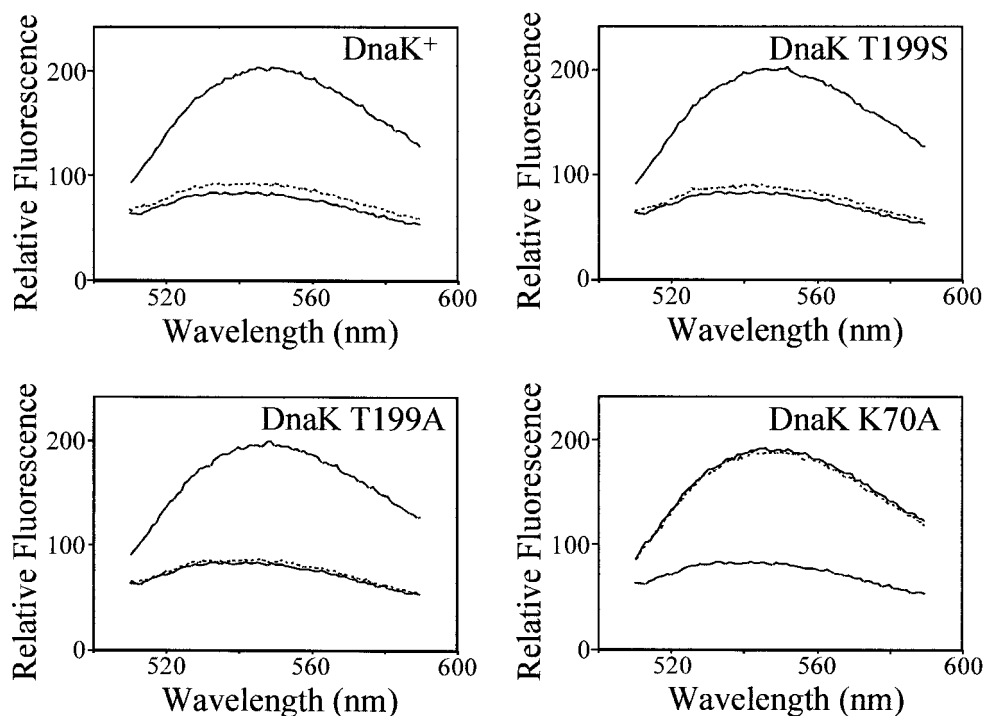 DnaK+
Relative Fluorescence
200
100
0
520
560
600
Wavelength (nm)
DnaK T199S
Relative Fluorescence
200
100
0
520
560
600
Wavelength (nm)
DnaK T199A
Relative Fluorescence
200
100
0
520
560
600
Wavelength (nm)
DnaK K70A
Relative Fluorescence
200
100
0
520
560
600
Wavelength (nm)